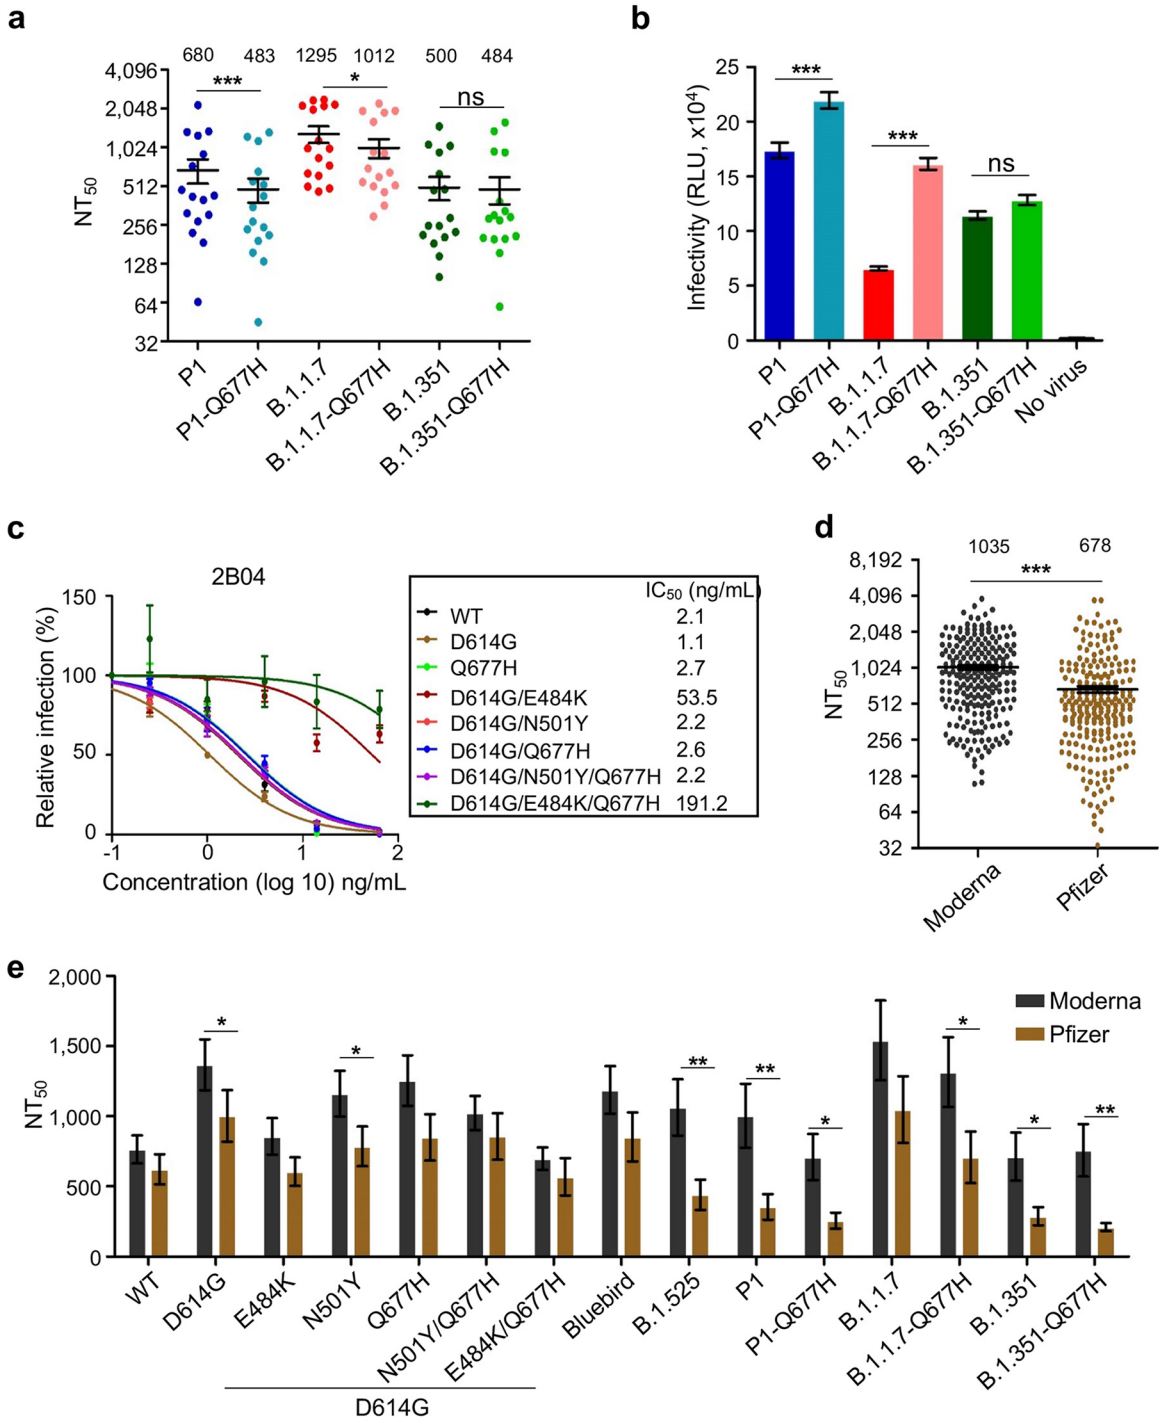 a
680 483 1295 1012 500 484
*** * ns
4,096
2,048
1,024
512
256
128
64
32
NT50
P1
P1-Q677H
B.1.1.7
B.1.1.7-Q677H
B.1.351
B.1.351-Q677H
b
25
20
15
10
5
0
Infectivity (RLU, x10⁴)
*** *** ns
P1
P1-Q677H
B.1.1.7
B.1.1.7-Q677H
B.1.351
B.1.351-Q677H
No virus
c
2B04
150
100
50
0
Relative infection (%)
-1 0 1 2
Concentration (log 10) ng/mL
IC50 (ng/mL)
WT 2.1
D614G 1.1
Q677H 2.7
D614G/E484K 53.5
D614G/N501Y 2.2
D614G/Q677H 2.6
D614G/N501Y/Q677H 2.2
D614G/E484K/Q677H 191.2
d
1035 678
***
8,192
4,096
2,048
1,024
512
256
128
64
32
NT50
Moderna
Pfizer
e
2,000
1,500
1,000
500
0
NT50
* * ** ** * * * **
Moderna
Pfizer
WT
D614G
E484K
N501Y
Q677H
N501Y/Q677H
E484K/Q677H
Bluebird
B.1.525
P1
P1-Q677H
B.1.1.7
B.1.1.7-Q677H
B.1.351
B.1.351-Q677H
D614G